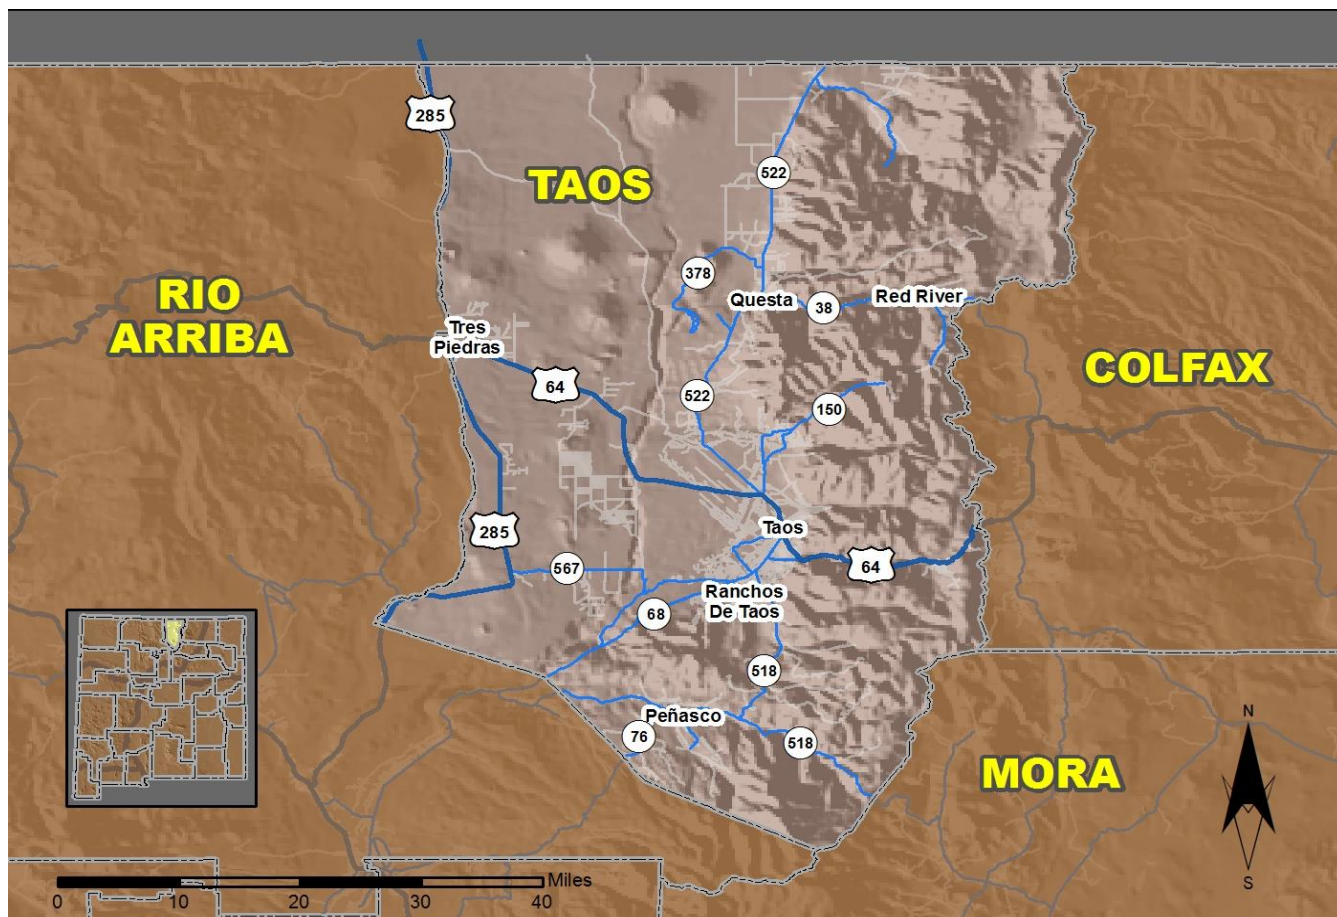 285
522
TAOS
378
RIO
ARRIBA
Questa
38
Red River
Tres
Piedras
COLFAX
64
522
150
285
Taos
567
64
Ranchos
De Taos
68
518
Peñasco
76
518
MORA
N
S
Miles
0
10
20
30
40